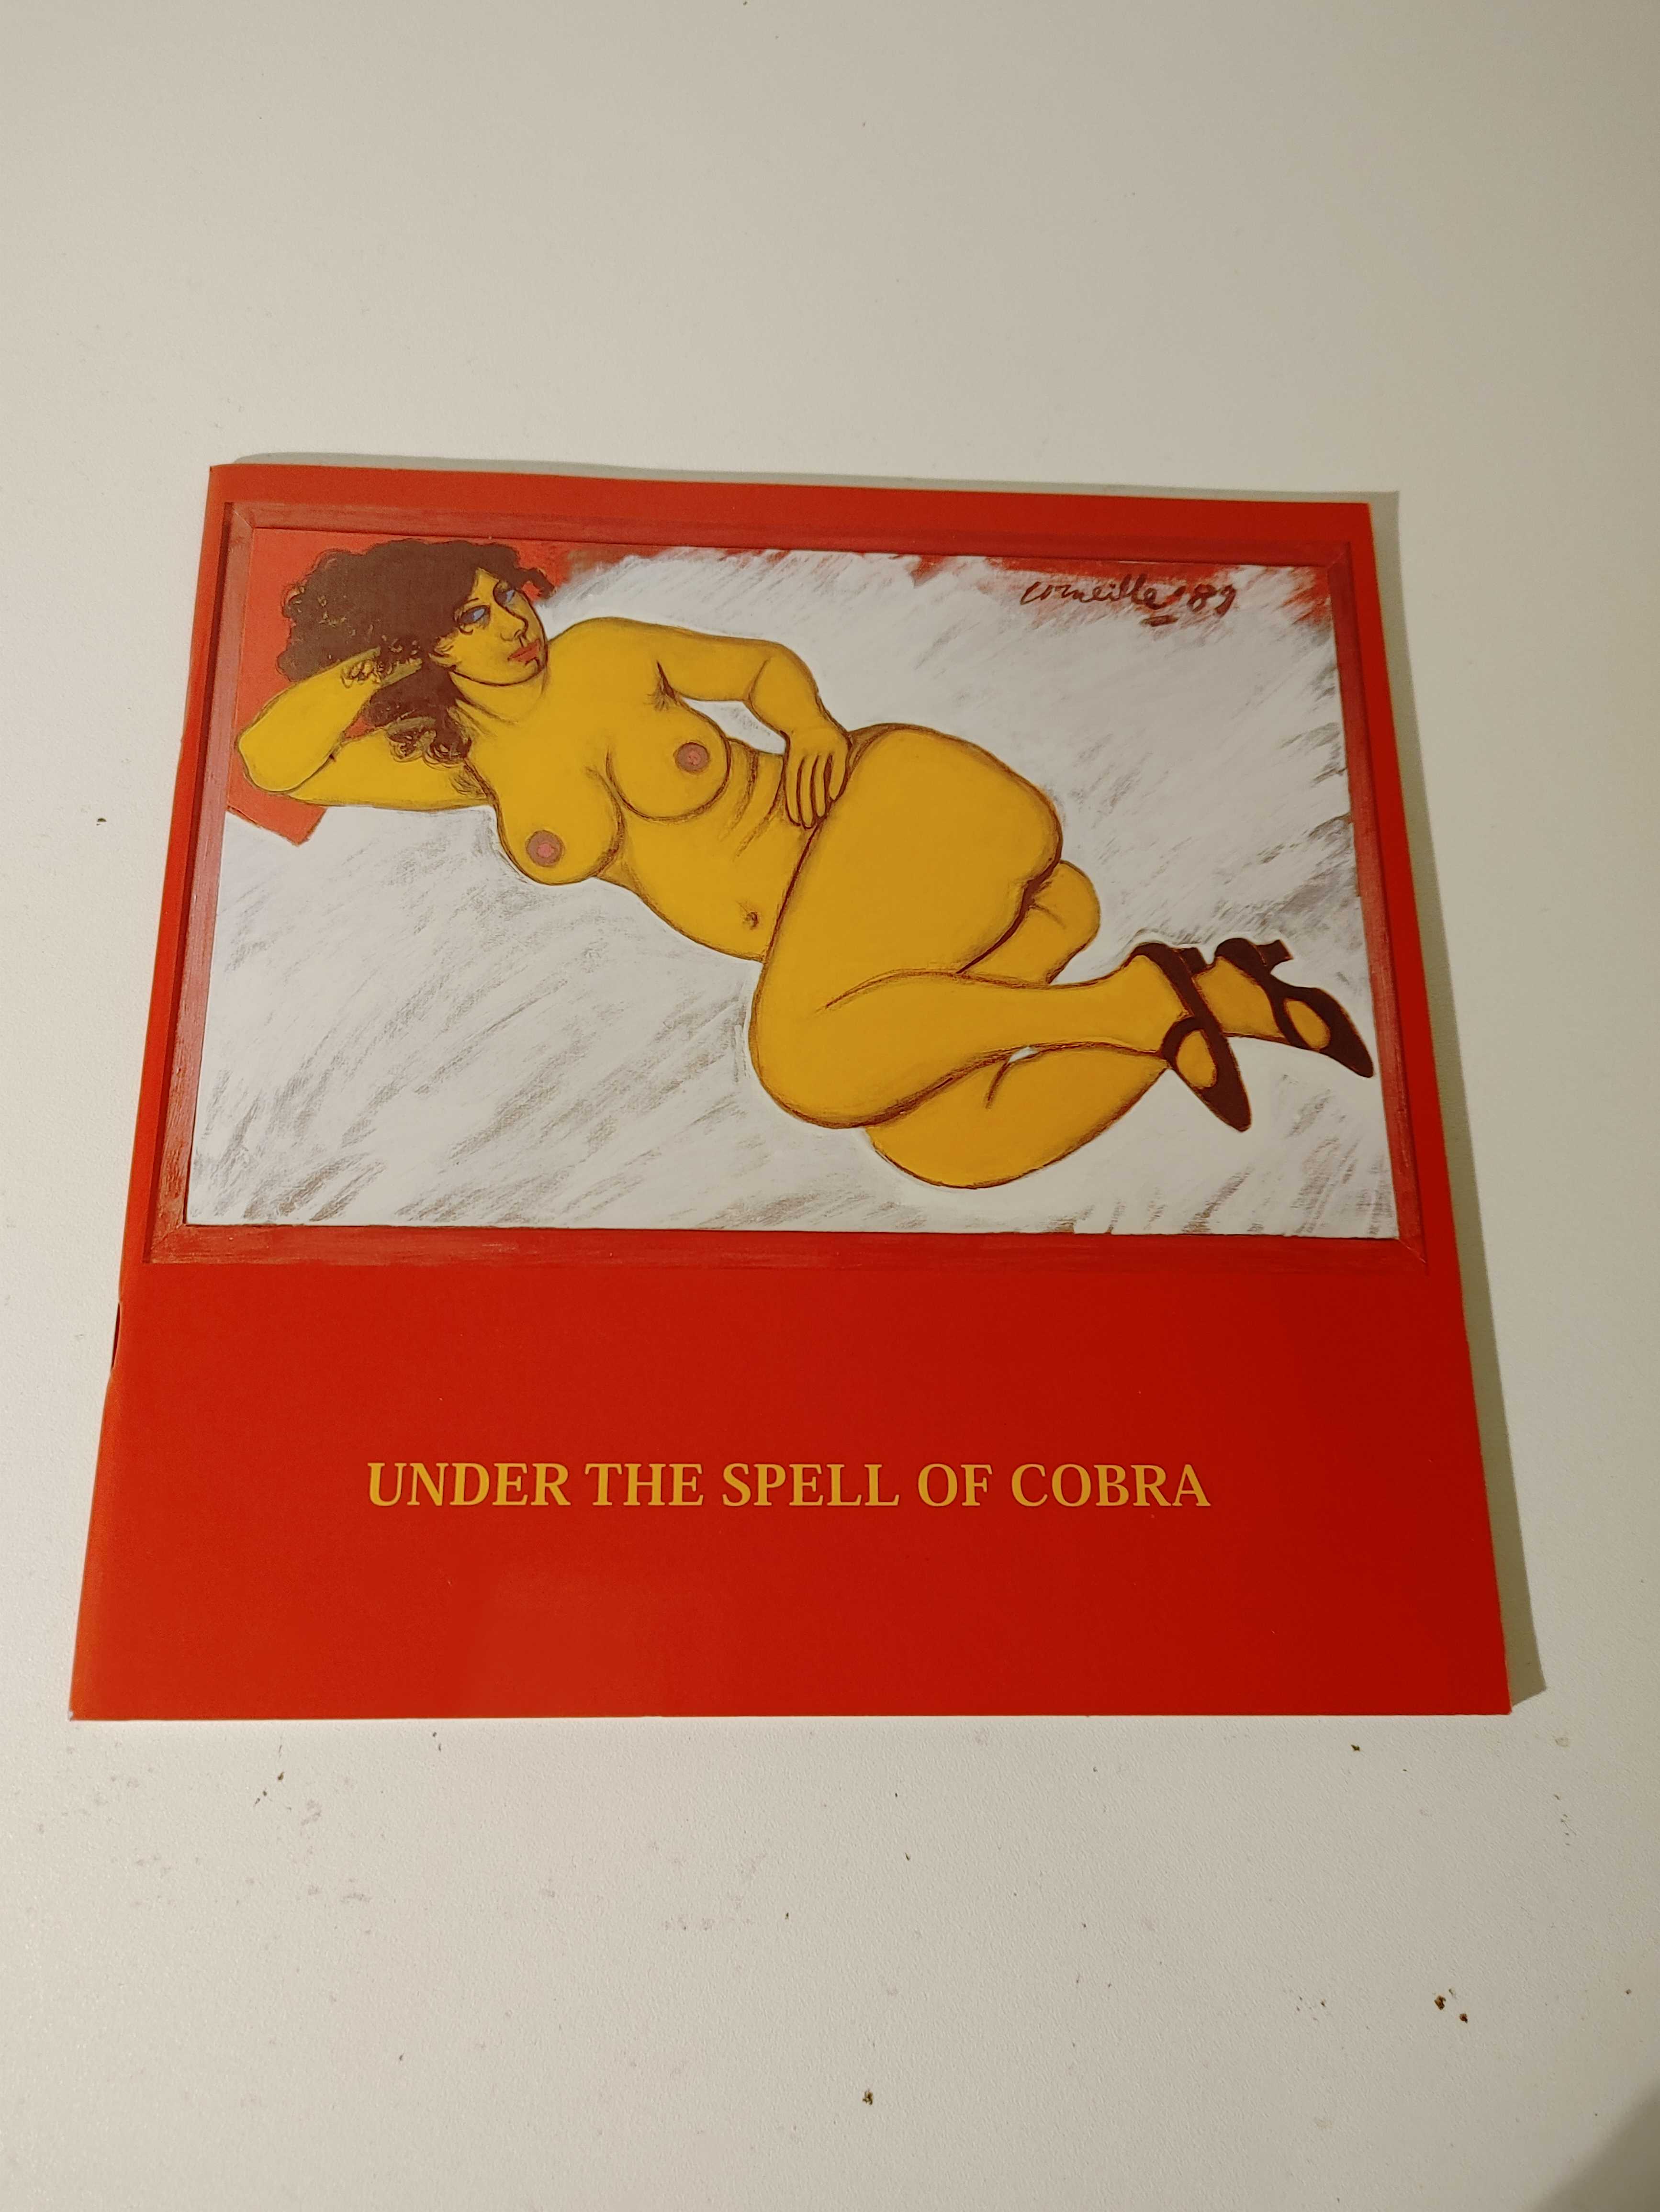 corneille '89
UNDER THE SPELL OF COBRA